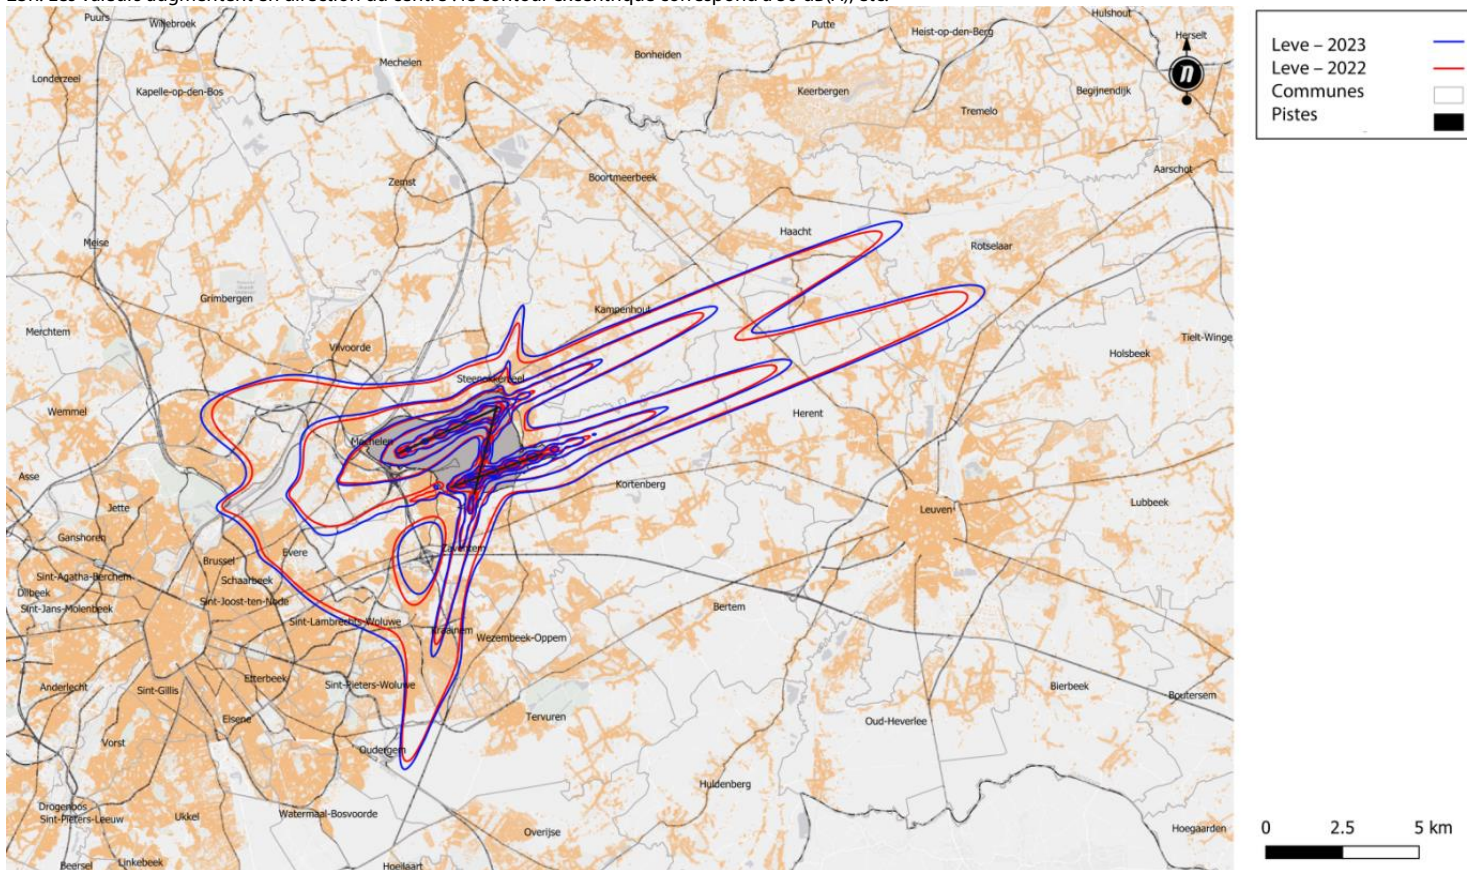 Puurs
Willebroek
Putte
Hulshout
Heist-op-den-Berg
Herselt
Mechelen
Bonheiden
Londerzeel
Kapelle-op-den-Bos
Keerbergen
Begijnendijk
Tremelo
Leve – 2023
Leve – 2022
Communes
Pistes
n
Zemst
Boortmeerbeek
Aarschot
Meise
Haacht
Rotselaar
Grimbergen
Kampenhout
Merchtem
Vilvoorde
Tielt-Winge
Holsbeek
Steenokkerzeel
Wemmel
Herent
Machelen
Asse
Kortenberg
Jette
Leuven
Lubbeek
Ganshoren
Evere
Zaventem
Brussel
Sint-Agatha-Berchem
Schaarbeek
Dilbeek
Sint-Joost-ten-Node
Sint-Jans-Molenbeek
Bertem
Sint-Lambrechts-Woluwe
Kraainem
Wezembeek-Oppem
Etterbeek
Anderlecht
Sint-Gillis
Sint-Pieters-Woluwe
Bierbeek
Boutersem
Elsene
Tervuren
Oud-Heverlee
Vorst
Oudergem
Huldenberg
Drogenbos
Sint-Pieters-Leeuw
Ukkel
Watermaal-Bosvoorde
Overijse
Hoegaarden
Beersel
Linkebeek
Hoeilaart
0 2.5 5 km